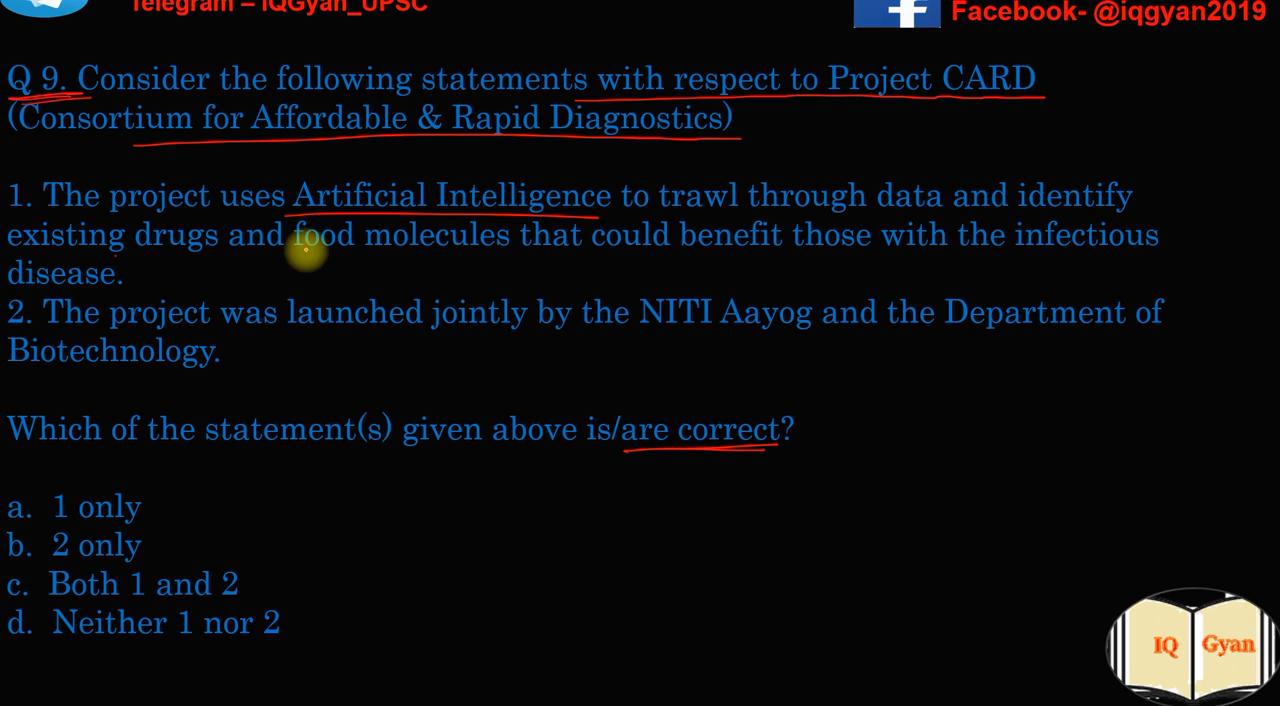 Telegram – IQGyan_UPSC
Facebook- @iqgyan2019
Q 9. Consider the following statements with respect to Project CARD
(Consortium for Affordable & Rapid Diagnostics)
1. The project uses Artificial Intelligence to trawl through data and identify
existing drugs and food molecules that could benefit those with the infectious
disease.
2. The project was launched jointly by the NITI Aayog and the Department of
Biotechnology.
Which of the statement(s) given above is/are correct?
a. 1 only
b. 2 only
c. Both 1 and 2
d. Neither 1 nor 2
IQ Gyan